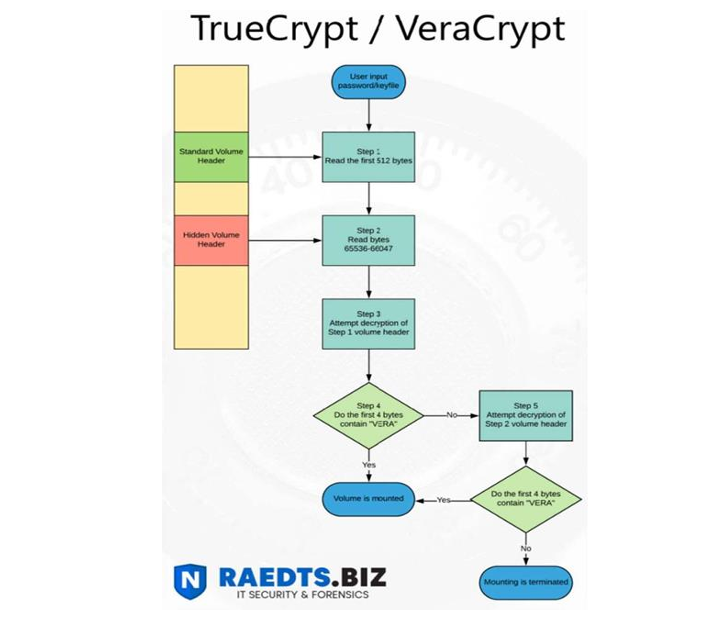 TrueCrypt / VeraCrypt
User input
password/keyfile
Standard Volume
Header
Step 1
Read the first 512 bytes
Hidden Volume
Header
Step 2
Read bytes
65536-66047
Step 3
Attempt decryption of
Step 1 volume header
Step 4
Do the first 4 bytes
contain "VERA"
No
Step 5
Attempt decryption of
Step 2 volume header
Yes
Volume is mounted
Yes
Do the first 4 bytes
contain "VERA"
No
Mounting is terminated
N
RAEDTS.BIZ
IT SECURITY & FORENSICS
40
0
60